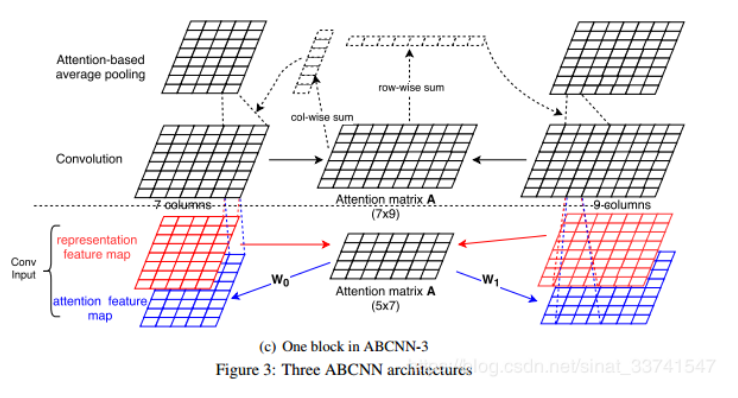 Attention-based
average pooling
row-wise sum
col-wise sum
Convolution
Attention matrix A
(7x9)
7 columns
9 columns
Conv
Input
representation
feature map
attention feature
map
W0
W1
Attention matrix A
(5x7)
(c) One block in ABCNN-3
Figure 3: Three ABCNN architectures
https://blog.csdn.net/sinat_33741547